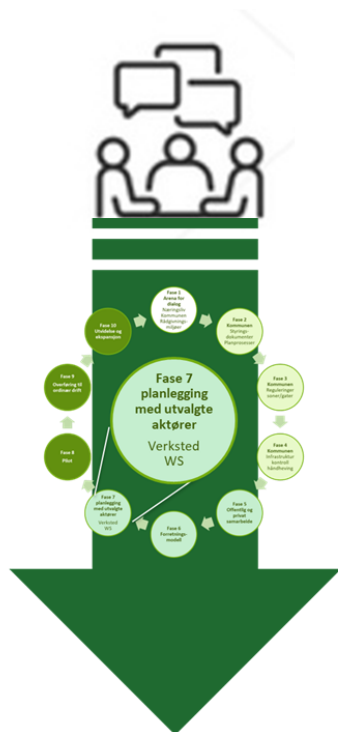 Fase 1
Arena for
dialog
Næringsliv
Kommunen
Rådgivnings
miljøer
Fase 2
Kommunen
Styrings-
dokumenter
Planprosesser
Fase 3
Kommunen
Reguleringer
soner/gater
Fase 4
Kommunen
Infrastruktur
kontroll
håndhevning
Fase 5
Offentlig og
privat
samarbeide
Fase 6
Forretnings-
modell
Fase 7
planlegging
med utvalgte
aktører
Verksted
WS
Fase 8
Pilot
Fase 9
Overføring til
ordinær drift
Fase 10
Utvidelse og
ekspansjon
Fase 7
planlegging
med utvalgte
aktører
Verksted
WS